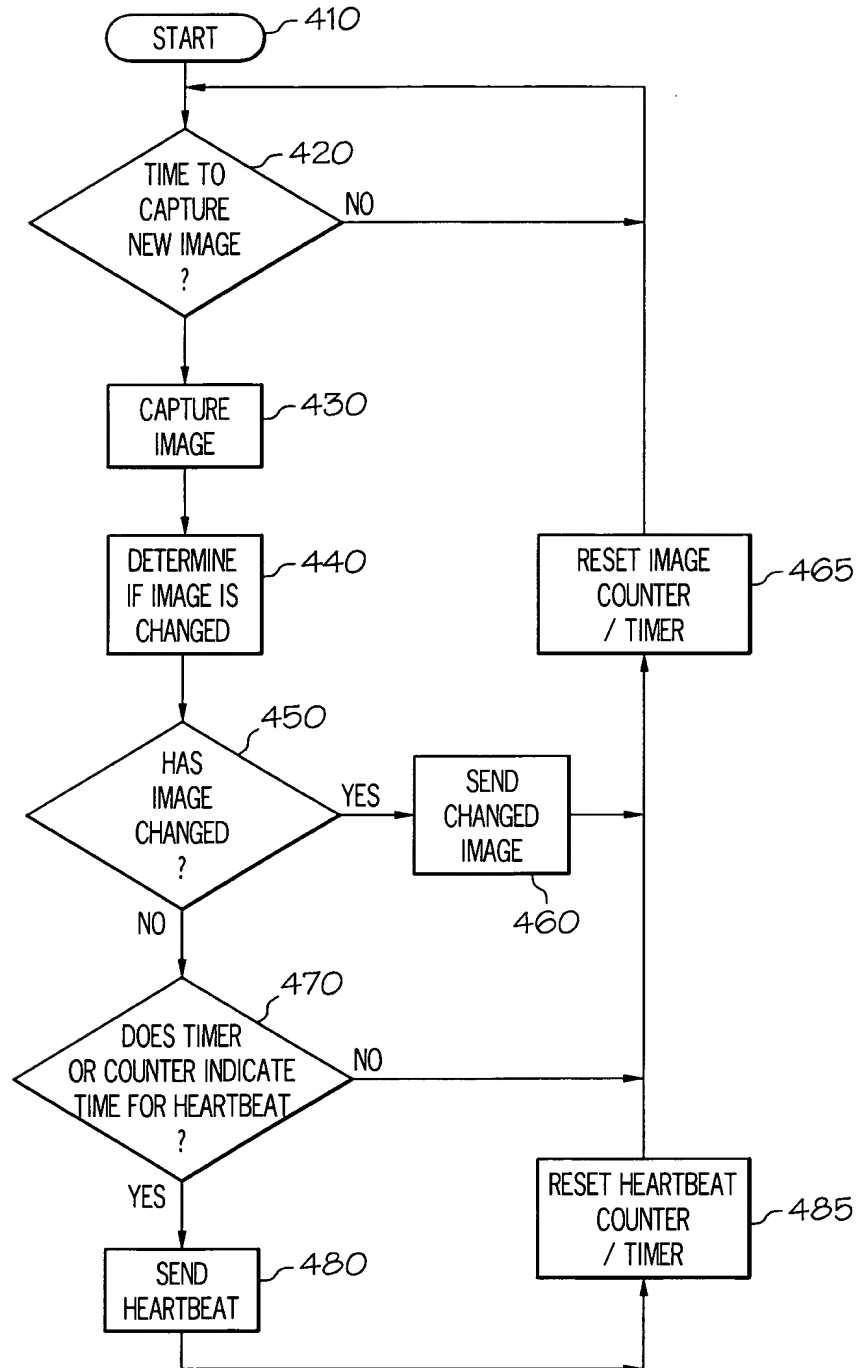 START
410
TIME TO
CAPTURE
NEW IMAGE
?
420
NO
CAPTURE
IMAGE
430
DETERMINE
IF IMAGE IS
CHANGED
440
RESET IMAGE
COUNTER
/ TIMER
465
HAS
IMAGE
CHANGED
?
450
YES
SEND
CHANGED
IMAGE
460
NO
DOES TIMER
OR COUNTER INDICATE
TIME FOR HEARTBEAT
?
470
NO
YES
RESET HEARTBEAT
COUNTER
/ TIMER
485
SEND
HEARTBEAT
480